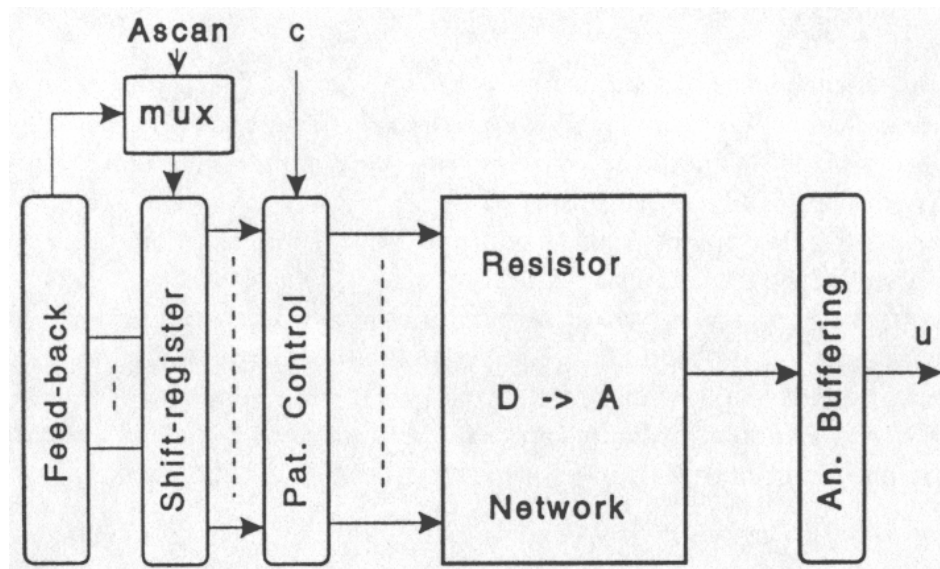 Ascan c
mux
Feed-back
Shift-register
Pat. Control
Resistor
D -> A
Network
An. Buffering
u